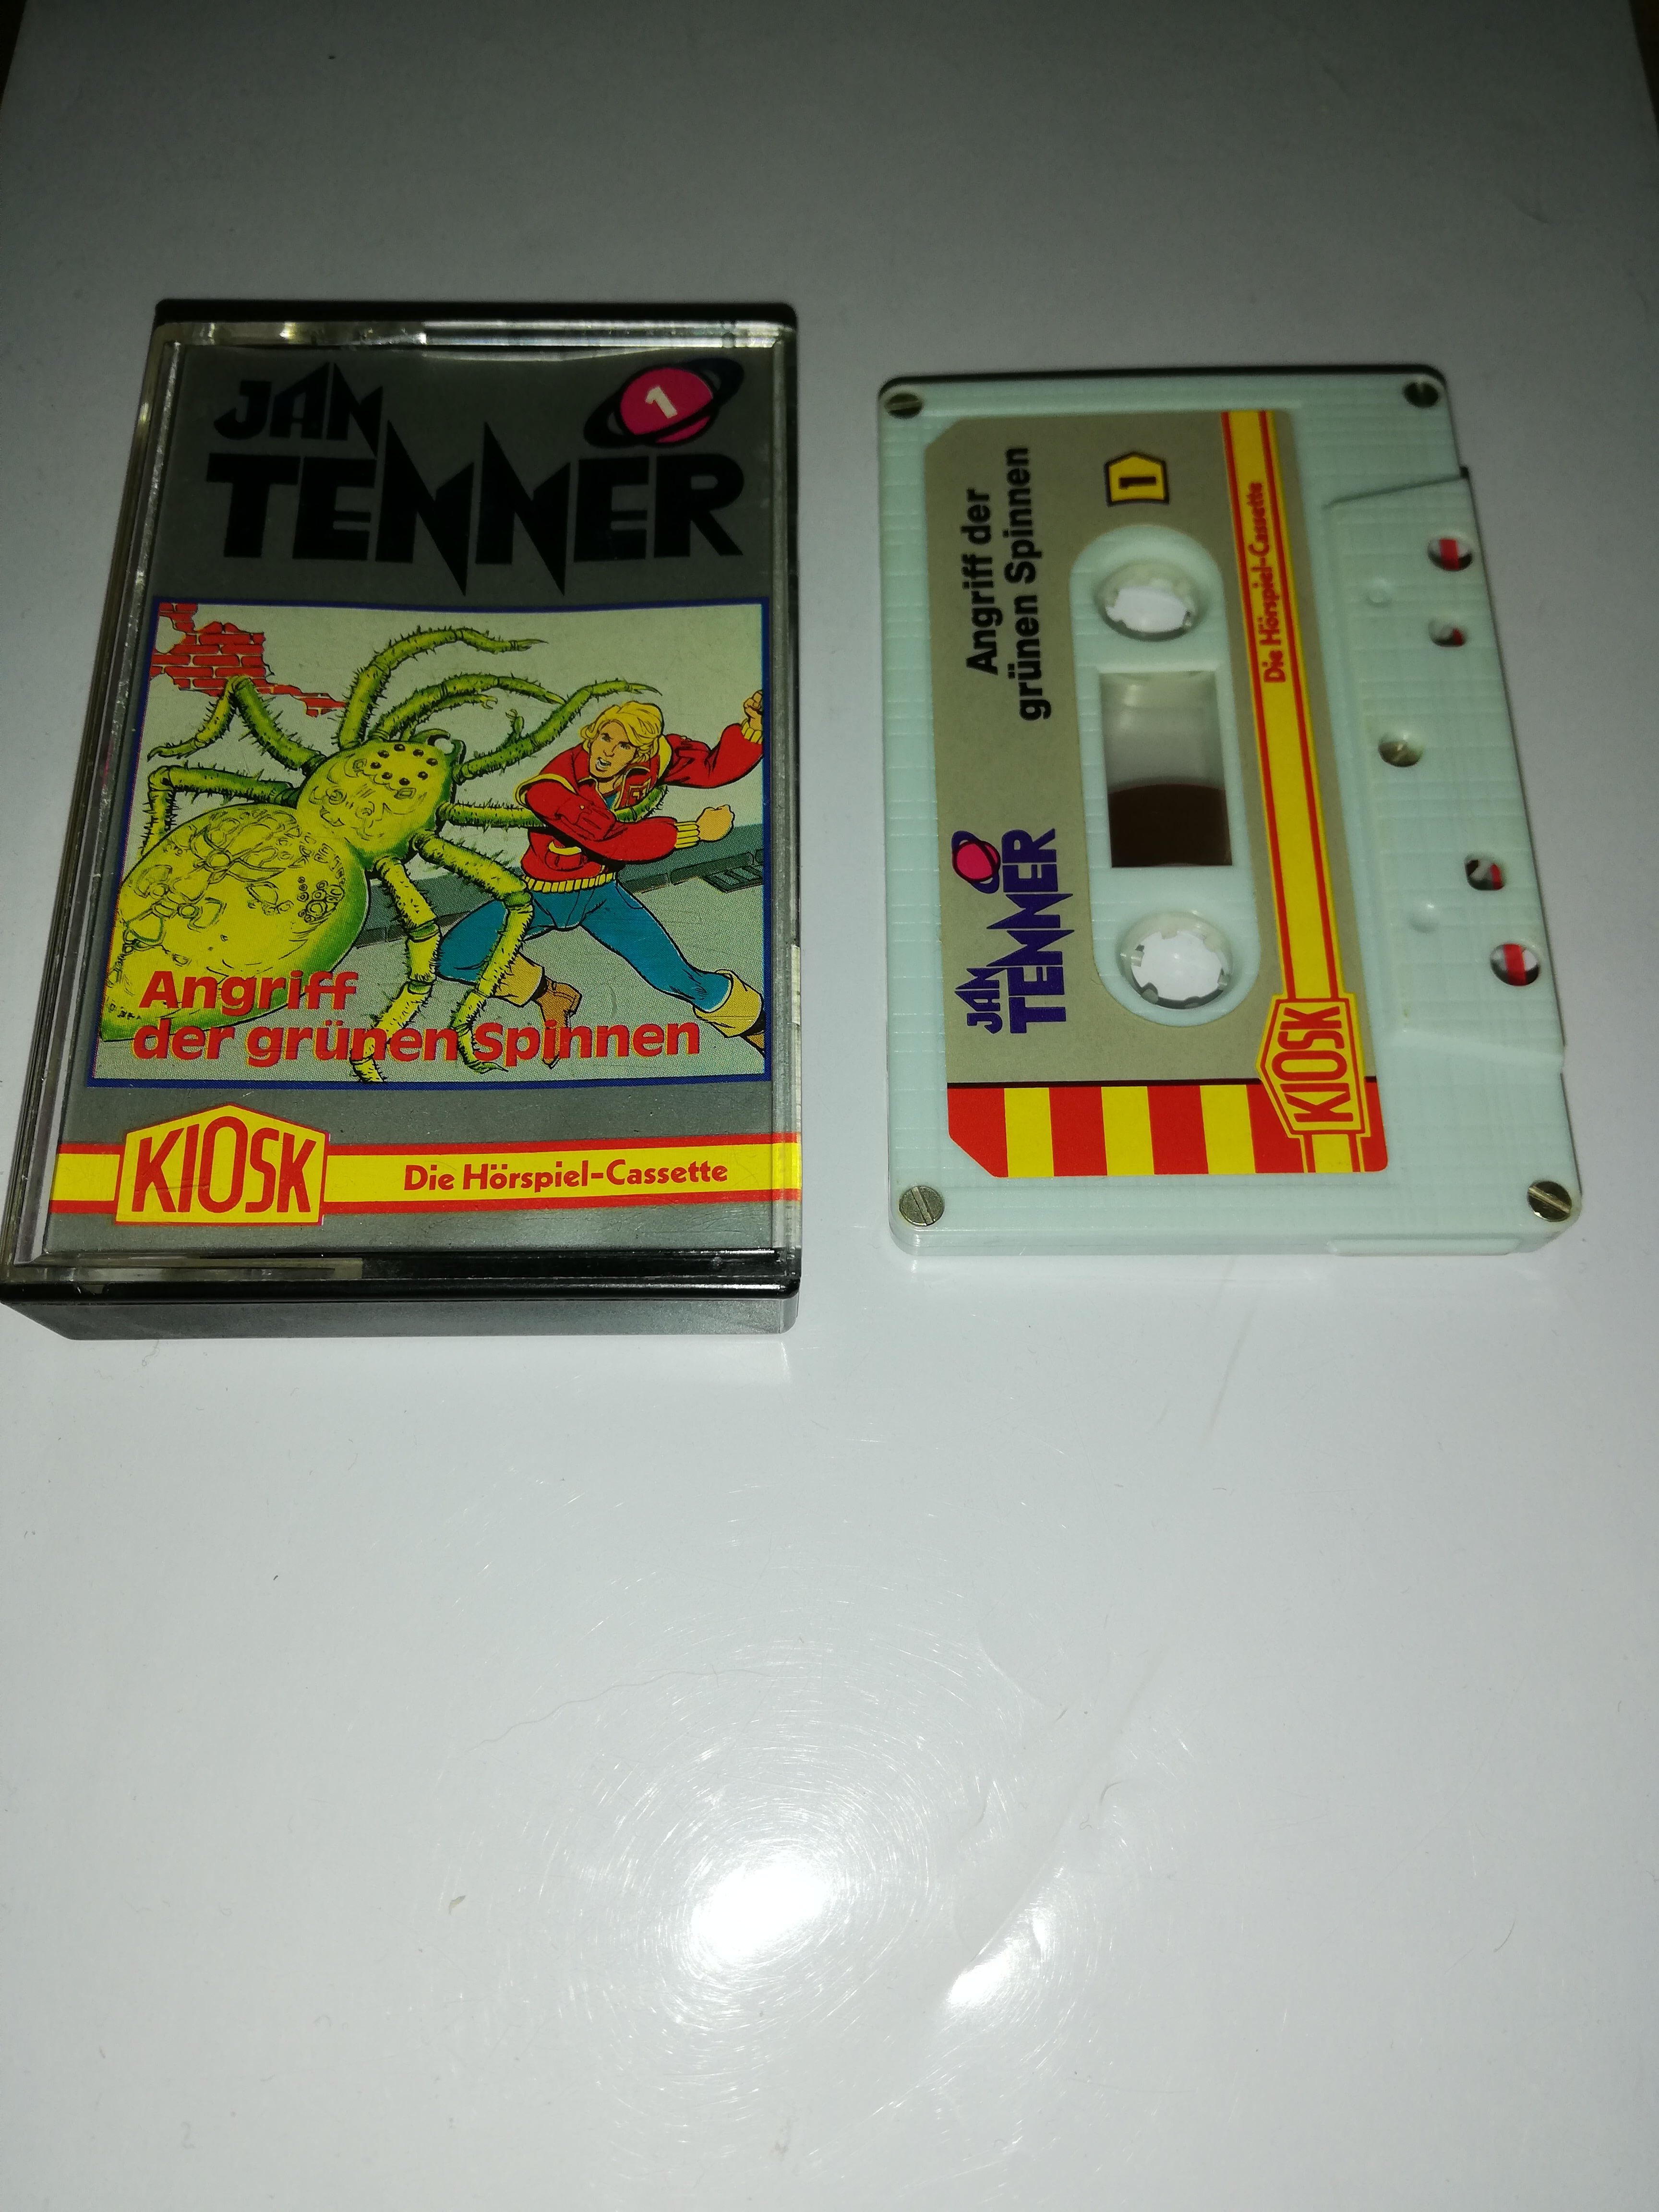 JAN
TENNER
1
Angriff
der grünen Spinnen
KIOSK
Die Hörspiel-Cassette
JAN
TENNER
Angriff der
grünen Spinnen
1
KIOSK
Die Hörspiel-Cassette